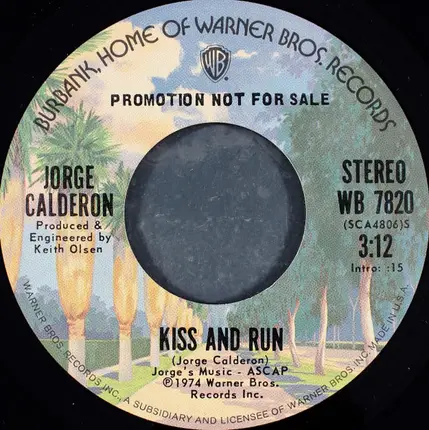 BURBANK, HOME OF WARNER BROS. RECORDS
WB
PROMOTION NOT FOR SALE
JORGE
CALDERON
Produced &
Engineered by
Keith Olsen
STEREO
WB 7820
(SCA4806)S
3:12
Intro: :15
KISS AND RUN
(Jorge Calderon)
Jorge's Music - ASCAP
℗1974 Warner Bros.
Records Inc.
WARNER BROS. RECORDS INC., A SUBSIDIARY AND LICENSEE OF WARNER BROS. INC. MADE IN U.S.A.